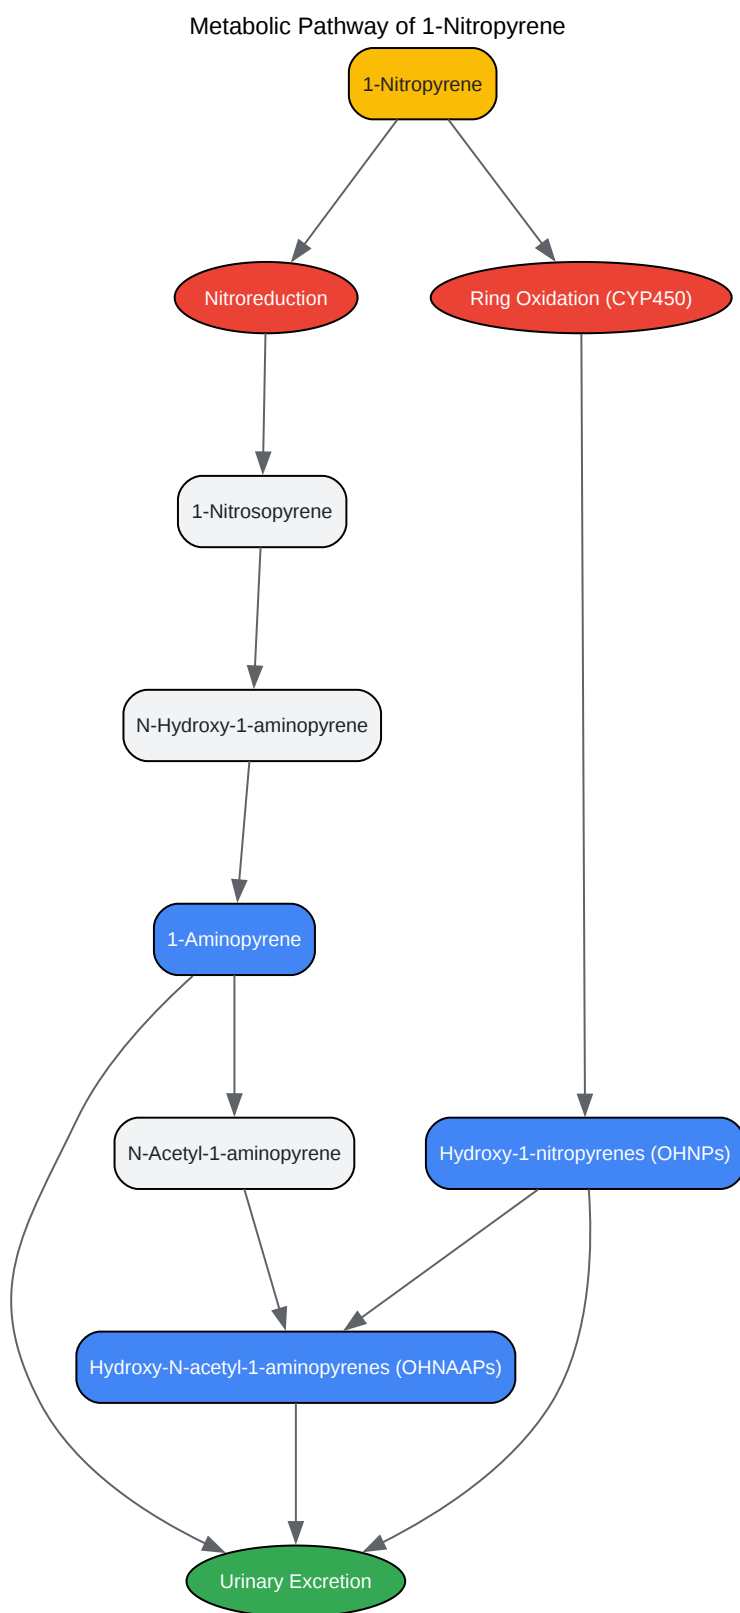 Metabolic Pathway of 1-Nitropyrene
1-Nitropyrene
Nitroreduction
Ring Oxidation (CYP450)
1-Nitrosopyrene
N-Hydroxy-1-aminopyrene
1-Aminopyrene
N-Acetyl-1-aminopyrene
Hydroxy-1-nitropyrenes (OHNPs)
Hydroxy-N-acetyl-1-aminopyrenes (OHNAAPs)
Urinary Excretion